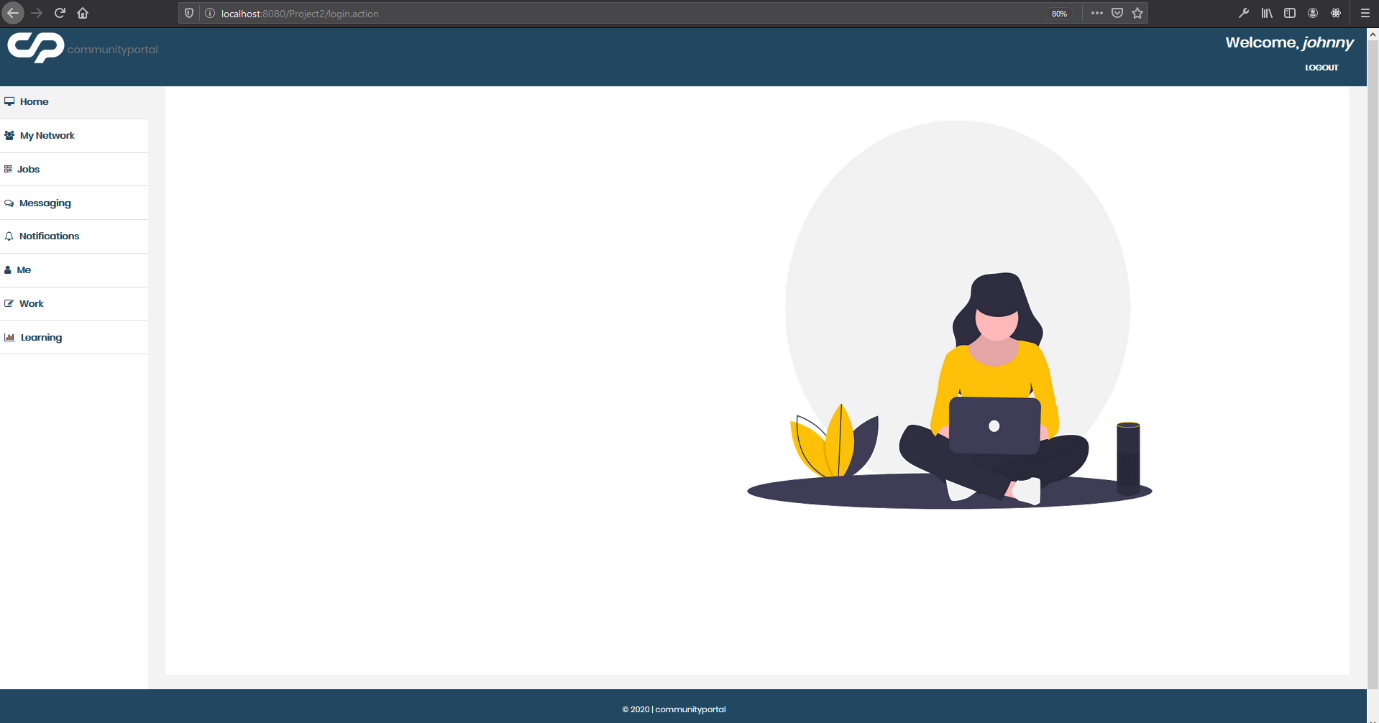 localhost:8080/Project2/login.action
80%
communityportal
Welcome, johnny
LOGOUT
Home
My Network
Jobs
Messaging
Notifications
Me
Work
Learning
© 2020 | communityportal